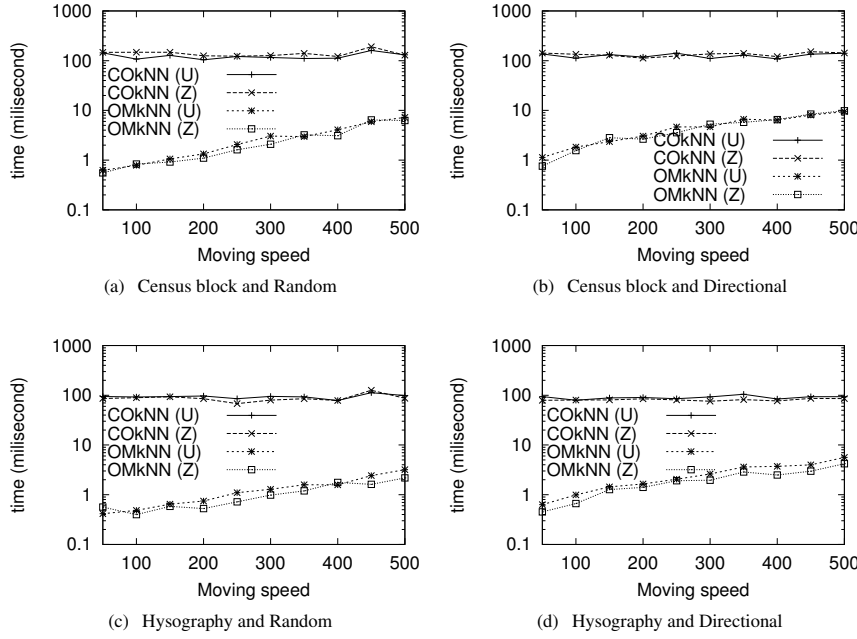 1000
100
10
1
0.1
time (milisecond)
COkNN (U)
COkNN (Z)
OMkNN (U)
OMkNN (Z)
100 200 300 400 500
Moving speed
(a) Census block and Random
1000
100
10
1
0.1
time (milisecond)
COkNN (U)
COkNN (Z)
OMkNN (U)
OMkNN (Z)
100 200 300 400 500
Moving speed
(b) Census block and Directional
1000
100
10
1
0.1
time (milisecond)
COkNN (U)
COkNN (Z)
OMkNN (U)
OMkNN (Z)
100 200 300 400 500
Moving speed
(c) Hysography and Random
1000
100
10
1
0.1
time (milisecond)
COkNN (U)
COkNN (Z)
OMkNN (U)
OMkNN (Z)
100 200 300 400 500
Moving speed
(d) Hysography and Directional